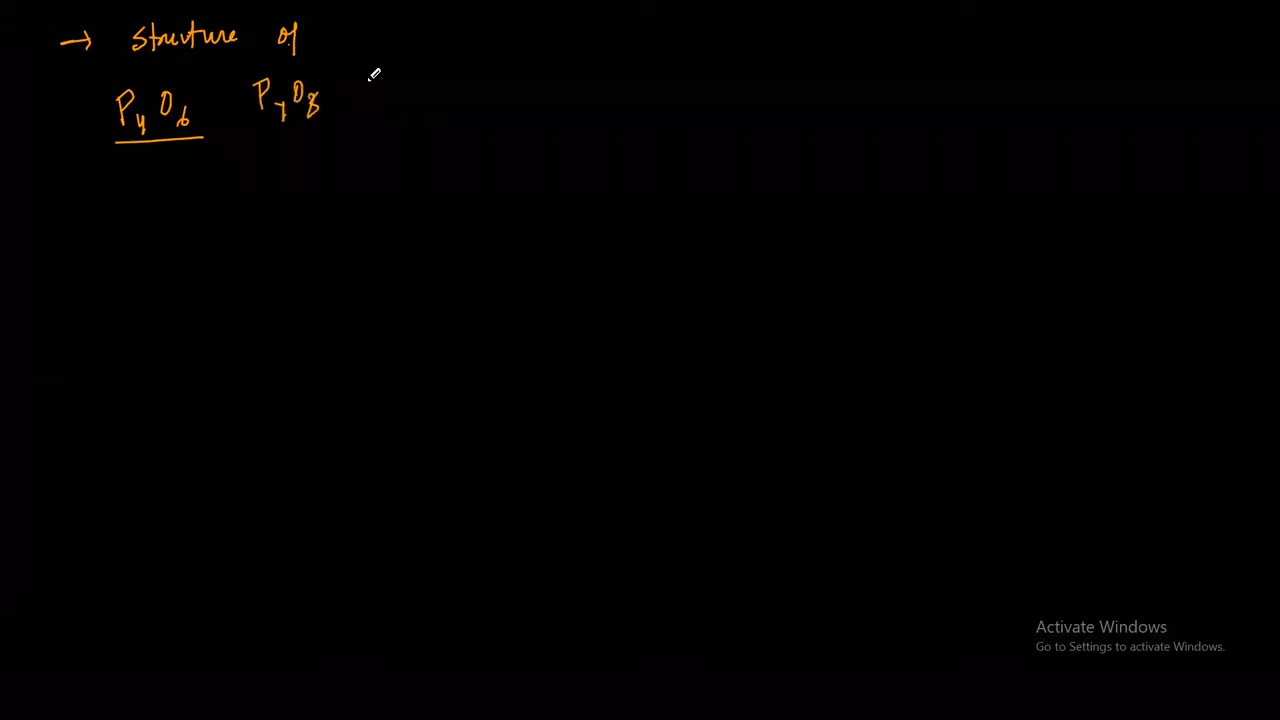 → structure of
P4O6 P4O8
Activate Windows
Go to Settings to activate Windows.